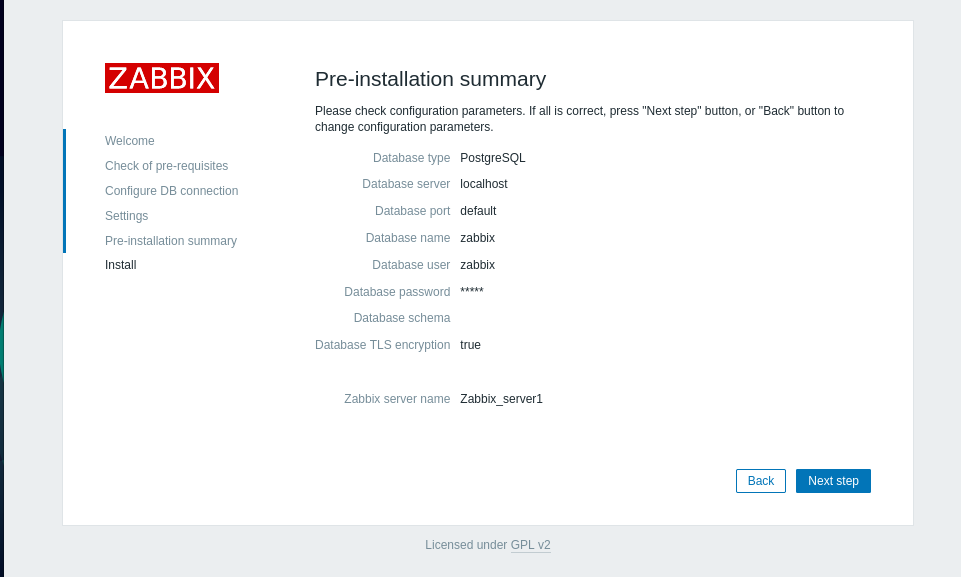 ZABBIX
Welcome
Check of pre-requisites
Configure DB connection
Settings
Pre-installation summary
Install
Pre-installation summary
Please check configuration parameters. If all is correct, press "Next step" button, or "Back" button to
change configuration parameters.
Database type PostgreSQL
Database server localhost
Database port default
Database name zabbix
Database user zabbix
Database password *****
Database schema
Database TLS encryption true
Zabbix server name Zabbix_server1
Back Next step
Licensed under GPL v2